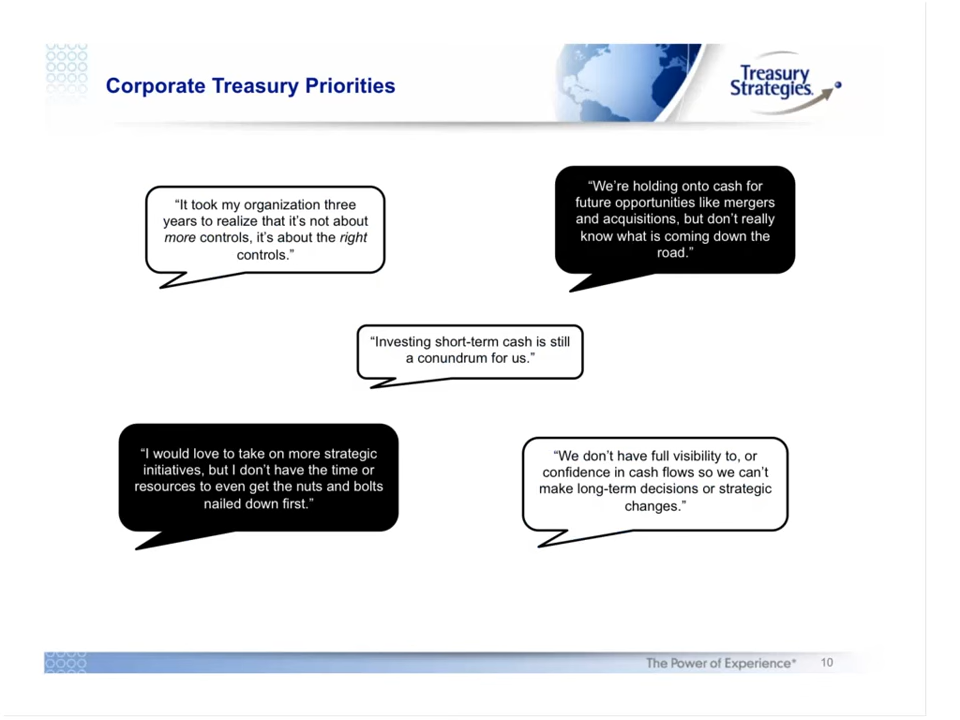 Corporate Treasury Priorities
Treasury
Strategies.
“It took my organization three
years to realize that it’s not about
more controls, it’s about the right
controls.”
“We’re holding onto cash for
future opportunities like mergers
and acquisitions, but don’t really
know what is coming down the
road.”
“Investing short-term cash is still
a conundrum for us.”
“I would love to take on more strategic
initiatives, but I don’t have the time or
resources to even get the nuts and bolts
nailed down first.”
“We don’t have full visibility to, or
confidence in cash flows so we can’t
make long-term decisions or strategic
changes.”
The Power of Experience®
10